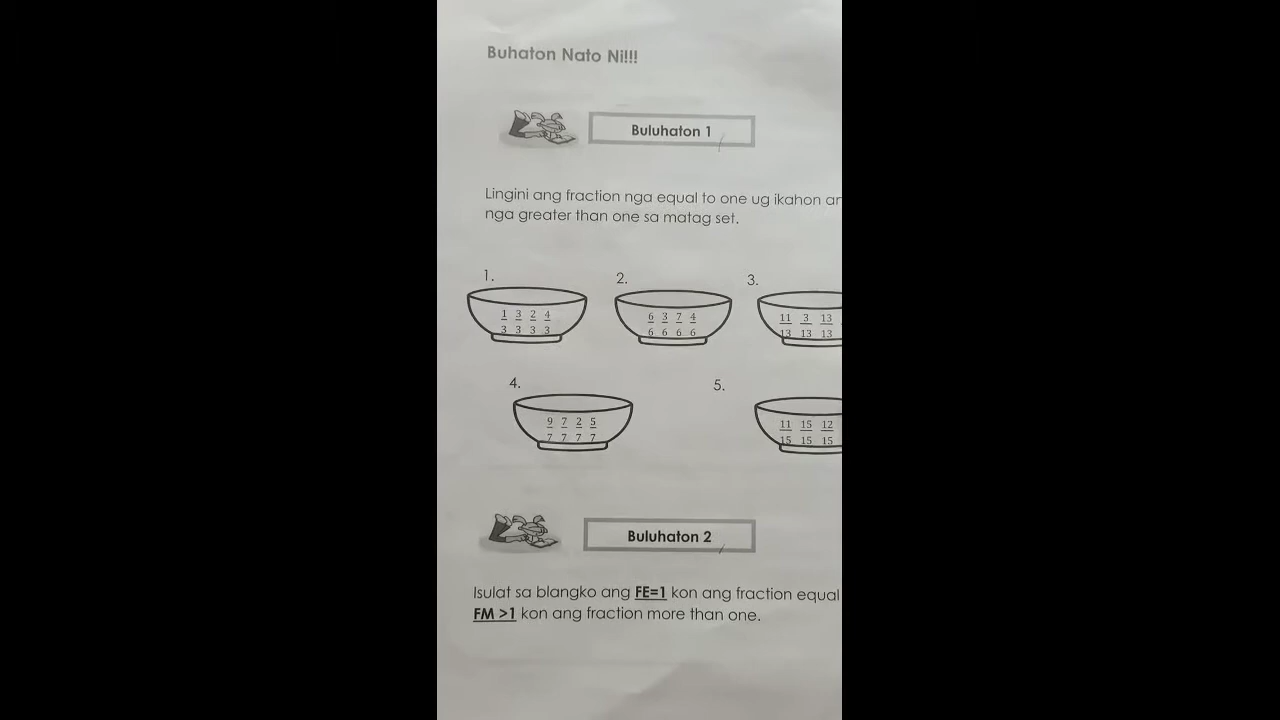 Buhaton Nato Ni!!!
Buluhaton 1
Lingini ang fraction nga equal to one ug ikahon
nga greater than one sa matag set.
1. 2. 3.
1/3 3/3 2/3 4/3
6/6 3/6 7/6 4/6
11/13 3/13 13/13
4. 5.
9/7 7/7 2/7 5/7
11/15 15/15 12/15
Buluhaton 2
Isulat sa blangko ang FE=1 kon ang fraction equal
FM >1 kon ang fraction more than one.